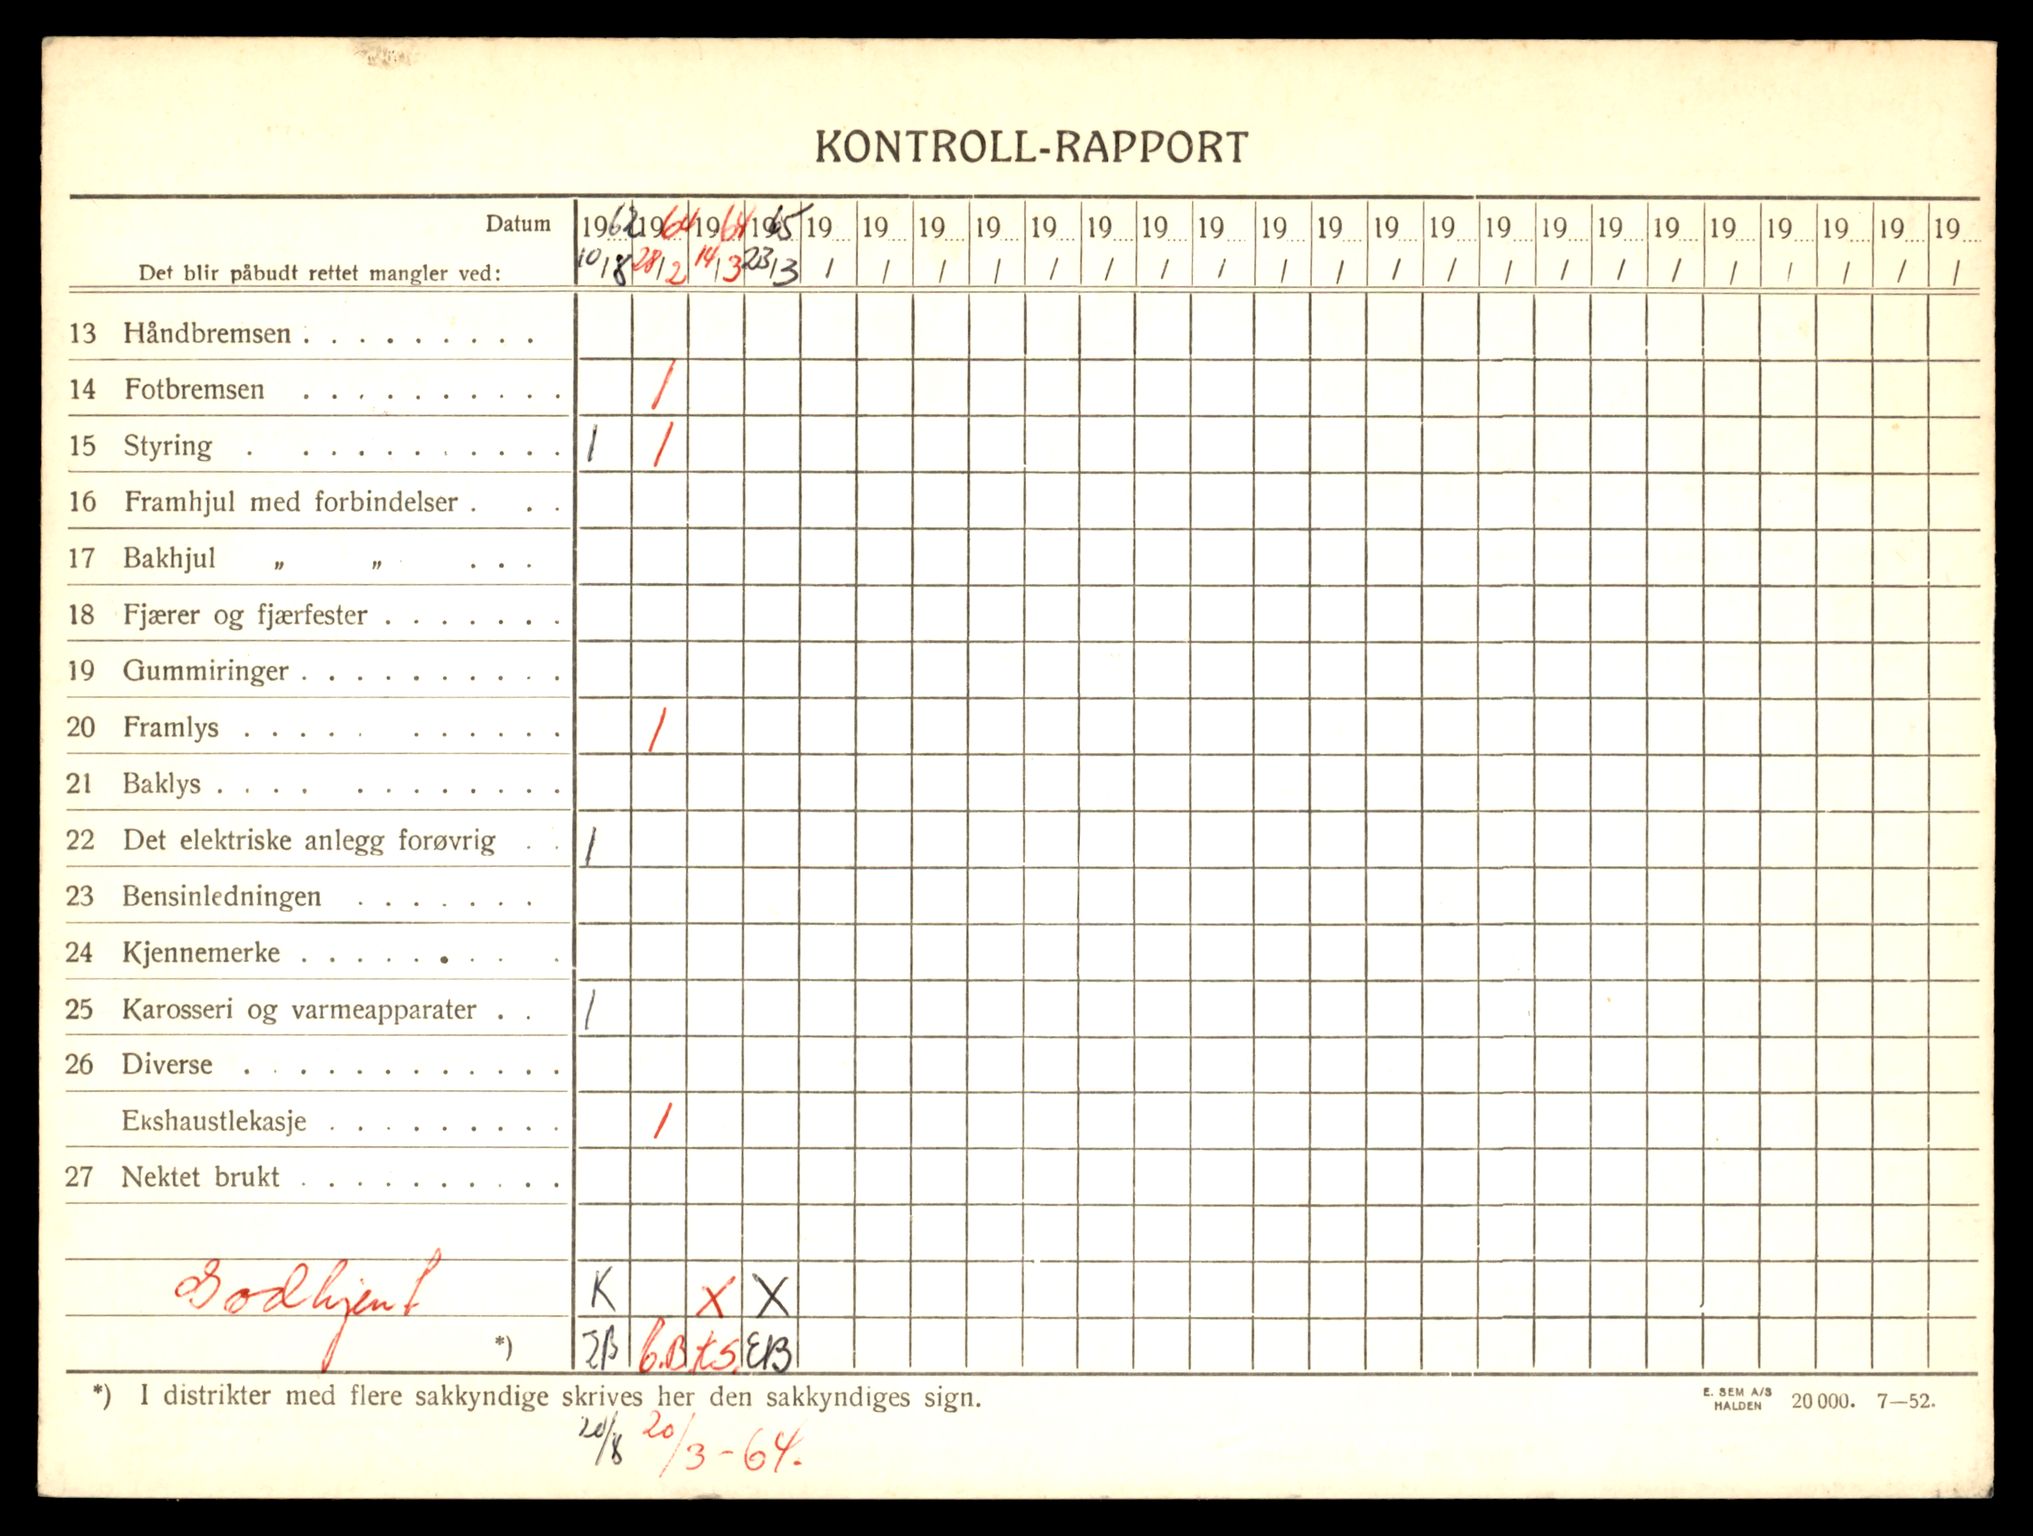 KONTROLL-RAPPORT
Datum 1962 1964 1964 1965 19 19 19 19 19 19 19 19 19 19 19 19 19 19 19 19 19 19 19 19 19
Det blir påbudt rettet mangler ved: 10/8 28/2 14/3 23/3 / / / / / / / / / / / / / / / / / / / / /
13 Håndbremsen
14 Fotbremsen /
15 Styring / /
16 Framhjul med forbindelser
17 Bakhjul „ „
18 Fjærer og fjærfester
19 Gummiringer
20 Framlys /
21 Baklys
22 Det elektriske anlegg forøvrig /
23 Bensinledningen
24 Kjennemerke
25 Karosseri og varmeapparater /
26 Diverse
Ekshaustlekasje /
27 Nektet brukt
Godkjent K X X
*) EB
*) I distrikter med flere sakkyndige skrives her den sakkyndiges sign.
E. SEM A/S HALDEN 20 000. 7—52.
20/8 20/3-64.